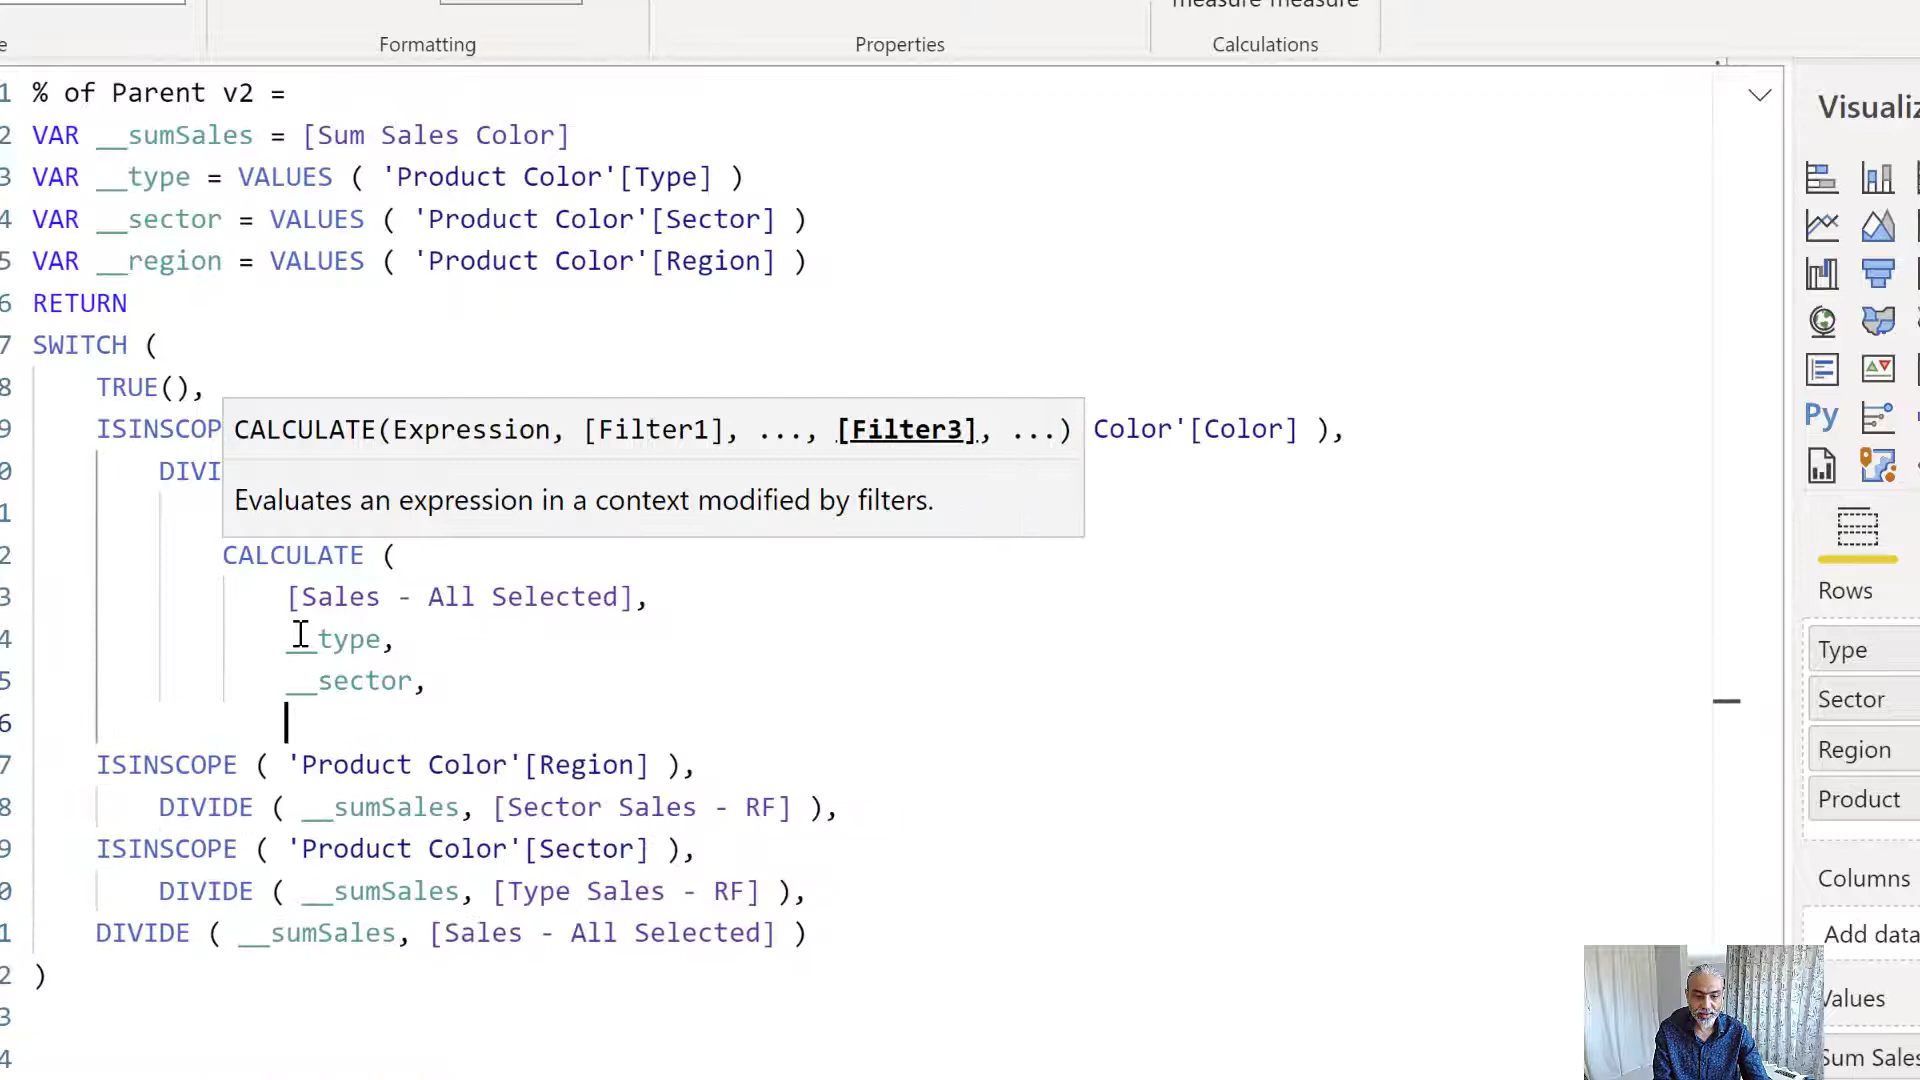 measure measure
e Formatting Properties Calculations
1 % of Parent v2 =
2 VAR __sumSales = [Sum Sales Color]
3 VAR __type = VALUES ( 'Product Color'[Type] )
4 VAR __sector = VALUES ( 'Product Color'[Sector] )
5 VAR __region = VALUES ( 'Product Color'[Region] )
6 RETURN
7 SWITCH (
8 TRUE(),
9 ISINSCOP Color'[Color] ),
CALCULATE(Expression, [Filter1], ..., [Filter3], ...)
Evaluates an expression in a context modified by filters.
0 DIVI
1
2 CALCULATE (
3 [Sales - All Selected],
4 __type,
5 __sector,
6
7 ISINSCOPE ( 'Product Color'[Region] ),
8 DIVIDE ( __sumSales, [Sector Sales - RF] ),
9 ISINSCOPE ( 'Product Color'[Sector] ),
0 DIVIDE ( __sumSales, [Type Sales - RF] ),
1 DIVIDE ( __sumSales, [Sales - All Selected] )
2 )
3
4
Visualiz
Py
Rows
Type
Sector
Region
Product
Columns
Add data
Values
Sum Sales